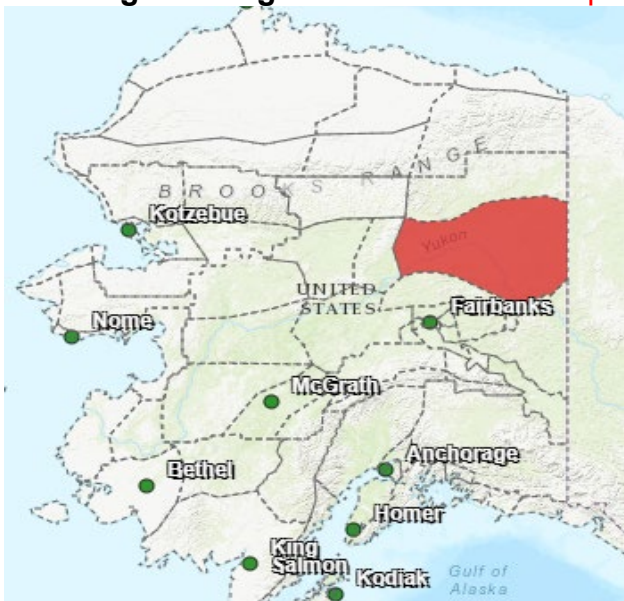 BROOKS RANGE
Kotzebue
Yukon
UNITED
STATES
Fairbanks
Nome
McGrath
Anchorage
Bethel
Homer
King
Salmon
Kodiak
Gulf of
Alaska